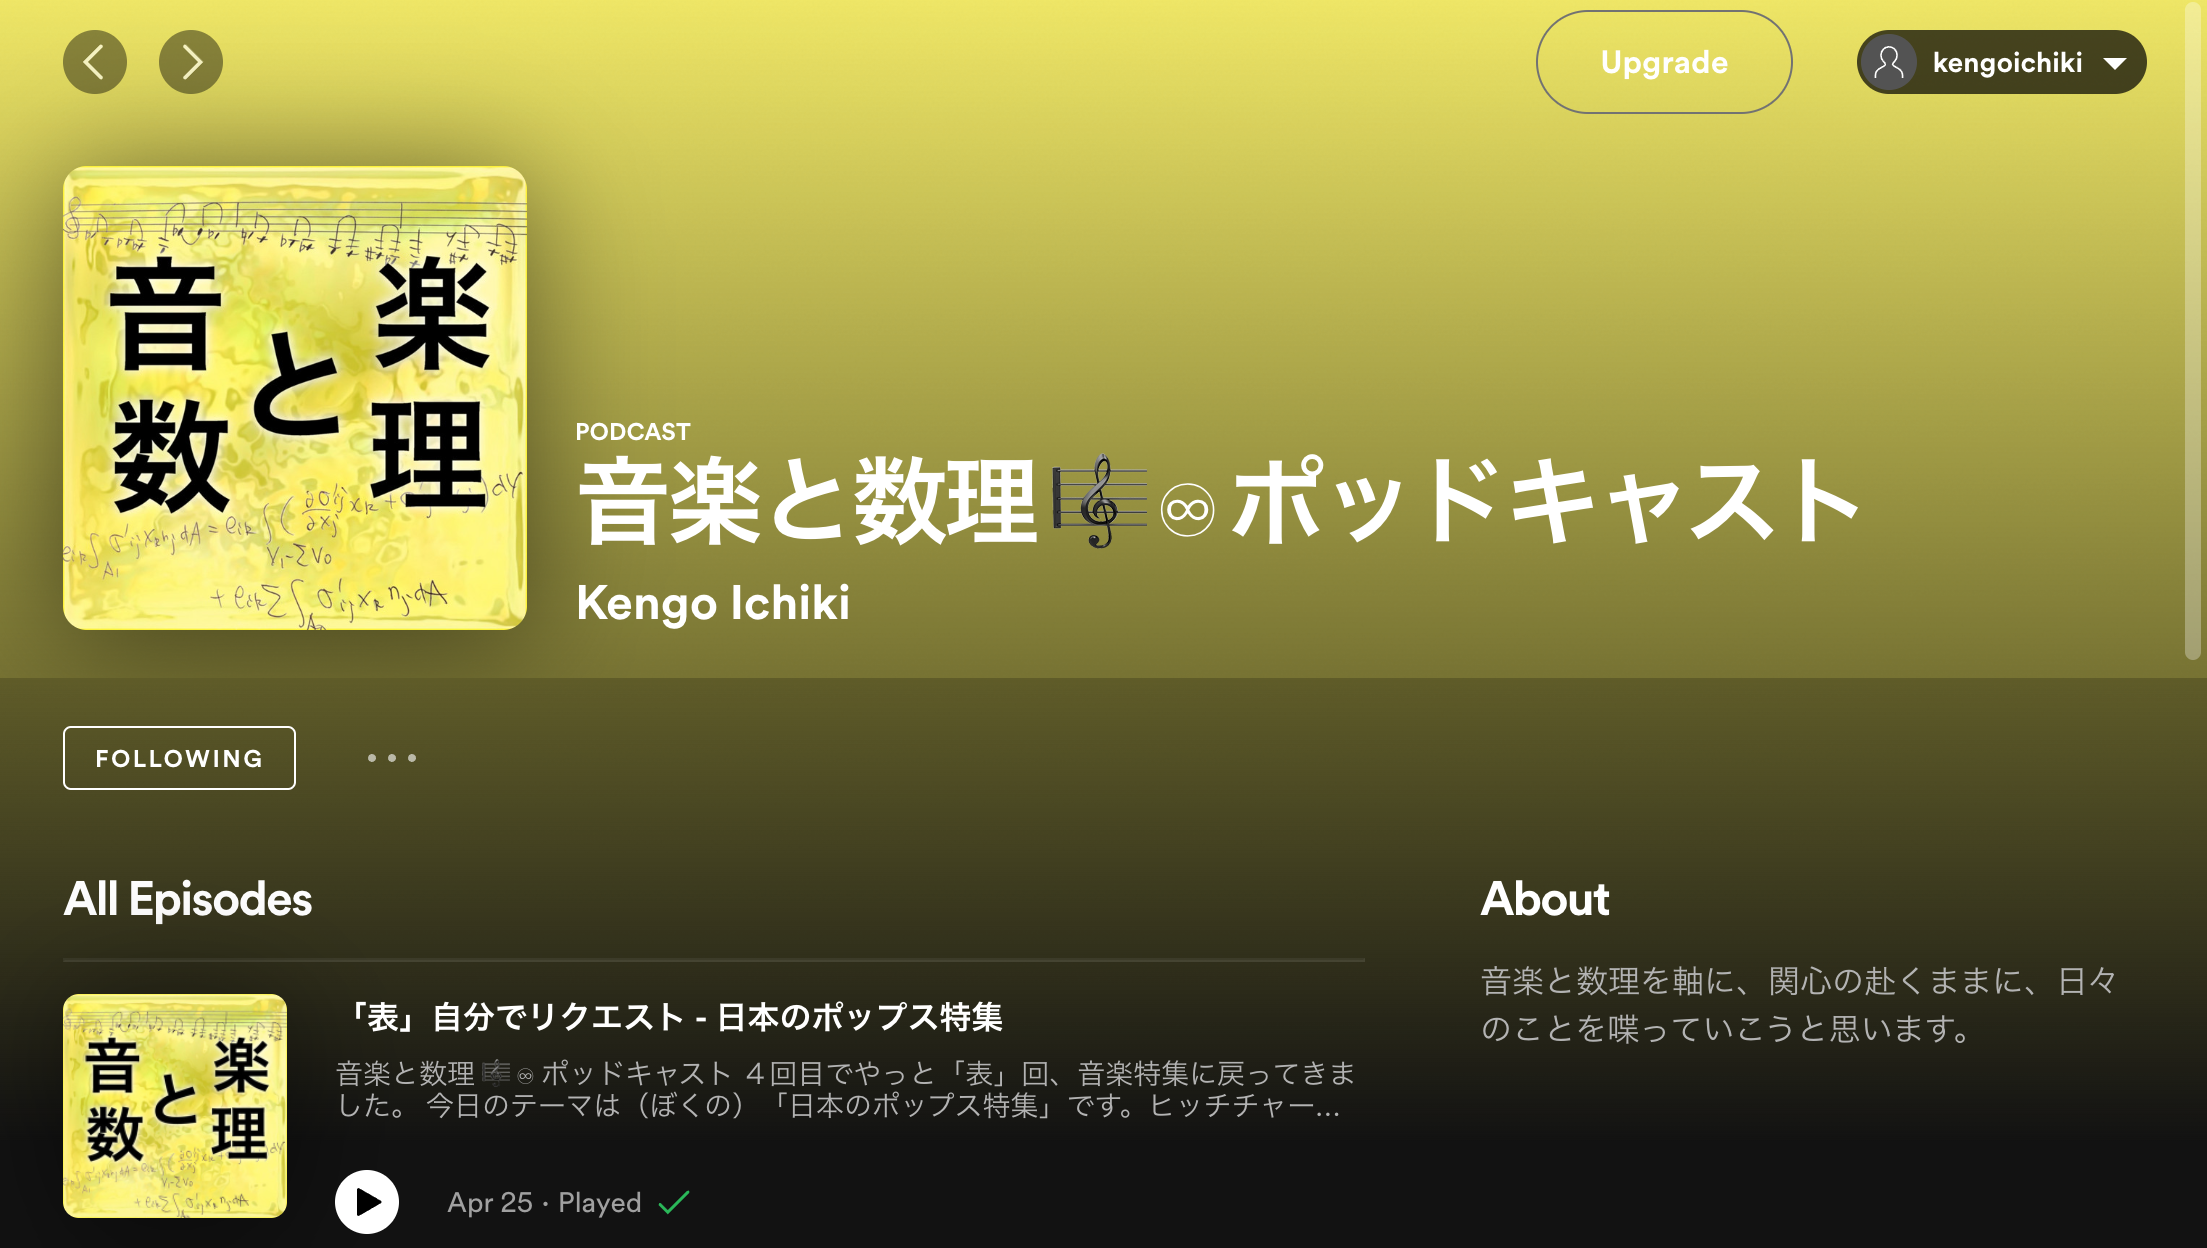 Upgrade
kengoichiki
音楽
と
数理
PODCAST
音楽と数理🎼♾ポッドキャスト
Kengo Ichiki
FOLLOWING
All Episodes
About
音楽と数理を軸に、関心の赴くままに、日々
のことを喋っていこうと思います。
音楽
と
数理
「表」自分でリクエスト - 日本のポップス特集
音楽と数理🎼♾ポッドキャスト ４回目でやっと「表」回、音楽特集に戻ってきま
した。 今日のテーマは（ぼくの）「日本のポップス特集」です。ヒッチチャー...
Apr 25 · Played